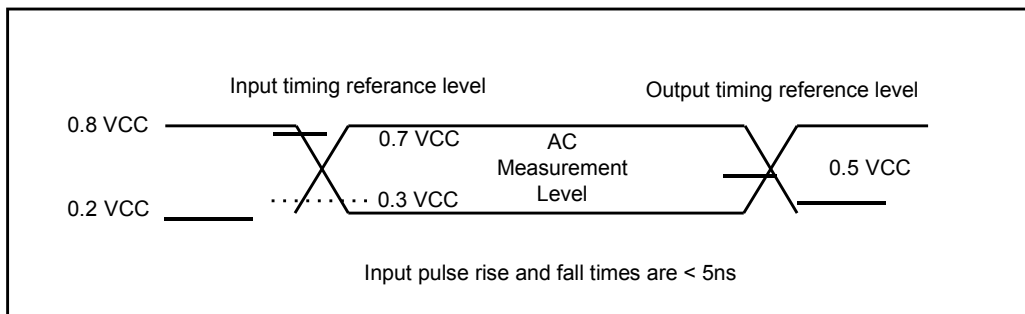 Input timing referance level
Output timing reference level
0.8 VCC
0.7 VCC
AC
Measurement
Level
0.5 VCC
0.2 VCC
0.3 VCC
Input pulse rise and fall times are < 5ns